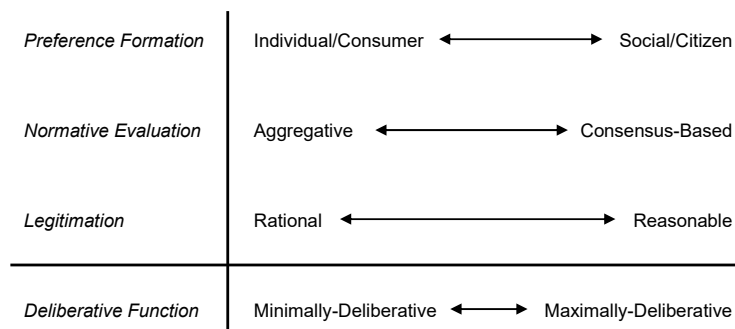 Preference Formation Individual/Consumer Social/Citizen
Normative Evaluation Aggregative Consensus-Based
Legitimation Rational Reasonable
Deliberative Function Minimally-Deliberative Maximally-Deliberative